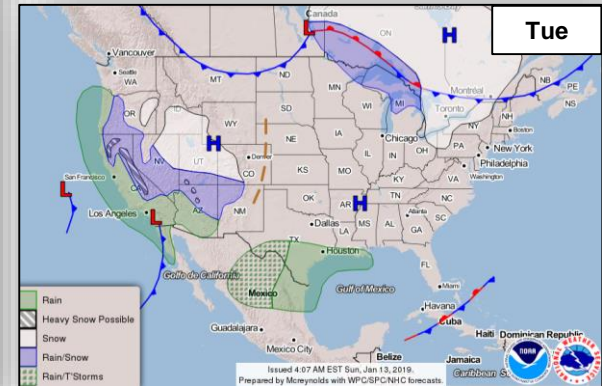 Tue
Canada
L
ON
H
Vancouver
Seattle
WA
MT
ND
MN
Montréal
NB
PE
NS
OR
ID
WY
SD
WI
MI
Toronto
NY
NH
Boston
NV
UT
H
Denver
CO
NE
IA
Chicago
IL
IN
OH
PA
New York
Philadelphia
San Francisco
CA
KS
MO
KY
VA
Washington
L
Los Angeles
L
AZ
NM
OK
AR
H
TN
NC
Atlanta
SC
Dallas
LA
MS
AL
GA
TX
Houston
FL
Golfo de California
Gulf of Mexico
Miami
Mexico
Havana
Cuba
Guadalajara
Mexico City
Belize
Haiti
Dominican Republic
Jamaica
Caribbean
Rain
Heavy Snow Possible
Snow
Rain/Snow
Rain/T'Storms
Issued 4:07 AM EST Sun, Jan 13, 2019.
Prepared by Mcreynolds with WPC/SPC/NHC forecasts.
NOAA